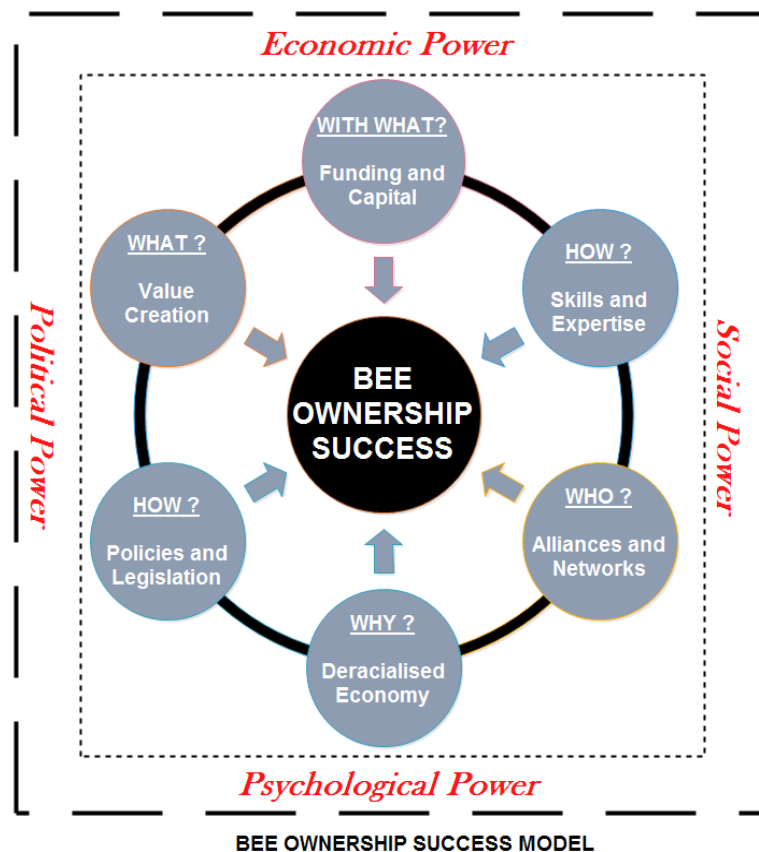 Economic Power
WITH WHAT?
Funding and
Capital
WHAT ?
Value
Creation
HOW ?
Skills and
Expertise
Political Power
Social Power
BEE
OWNERSHIP
SUCCESS
HOW ?
Policies and
Legislation
WHO ?
Alliances and
Networks
WHY ?
Deracialised
Economy
Psychological Power
BEE OWNERSHIP SUCCESS MODEL